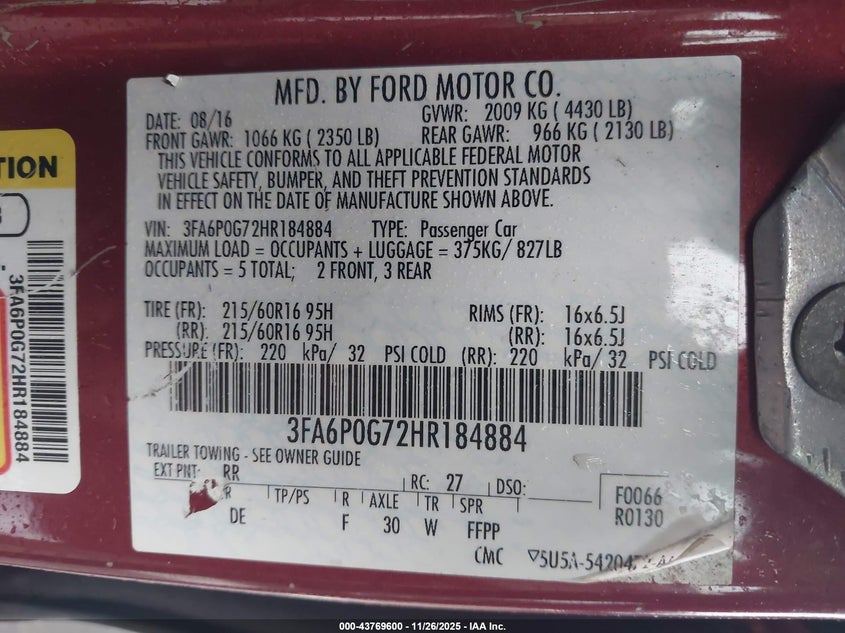 MFD. BY FORD MOTOR CO.
DATE: 08/16 GVWR: 2009 KG ( 4430 LB)
FRONT GAWR: 1066 KG ( 2350 LB) REAR GAWR: 966 KG ( 2130 LB)
THIS VEHICLE CONFORMS TO ALL APPLICABLE FEDERAL MOTOR
VEHICLE SAFETY, BUMPER, AND THEFT PREVENTION STANDARDS
IN EFFECT ON THE DATE OF MANUFACTURE SHOWN ABOVE.
VIN: 3FA6P0G72HR184884 TYPE: Passenger Car
MAXIMUM LOAD = OCCUPANTS + LUGGAGE = 375KG/ 827LB
OCCUPANTS = 5 TOTAL; 2 FRONT, 3 REAR
TIRE (FR): 215/60R16 95H RIMS (FR): 16x6.5J
(RR): 215/60R16 95H (RR): 16x6.5J
PRESSURE (FR): 220 kPa/ 32 PSI COLD (RR): 220 kPa/ 32 PSI COLD
3FA6P0G72HR184884
TRAILER TOWING - SEE OWNER GUIDE
EXT PNT: RR RC: 27 DSO:
R TP/PS R AXLE TR SPR
DE F 30 W FFPP
F0066
R0130
CMC
3FA6P0G72HR184884
000-43769600 - 11/26/2025 - IAA Inc.